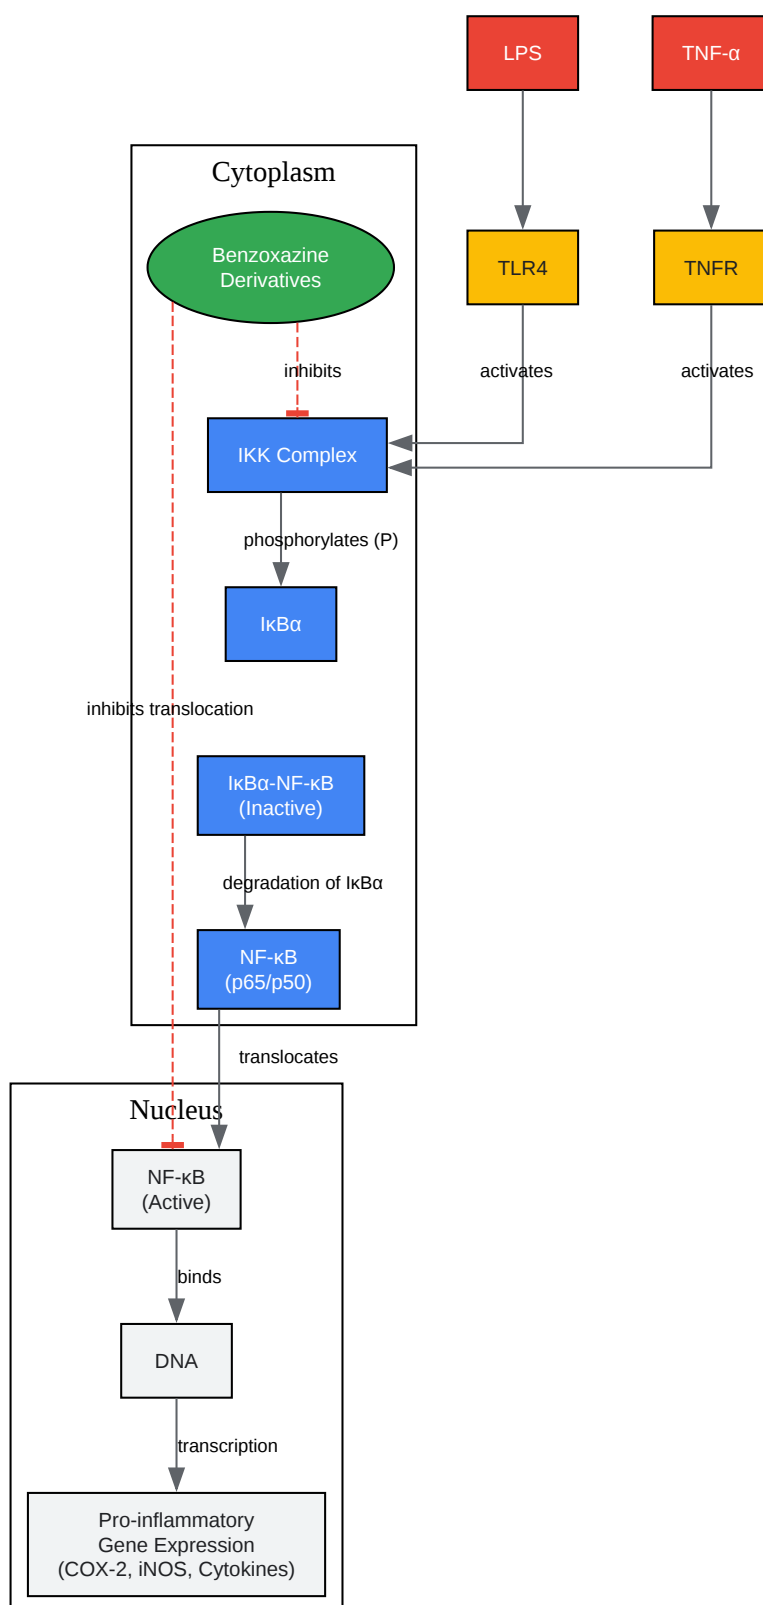 LPS
TNF-α
Cytoplasm
Benzoxazine
Derivatives
TLR4
TNFR
inhibits
activates
activates
IKK Complex
phosphorylates (P)
IκBα
inhibits translocation
IκBα-NF-κB
(Inactive)
degradation of IκBα
NF-κB
(p65/p50)
translocates
Nucleus
NF-κB
(Active)
binds
DNA
transcription
Pro-inflammatory
Gene Expression
(COX-2, iNOS, Cytokines)